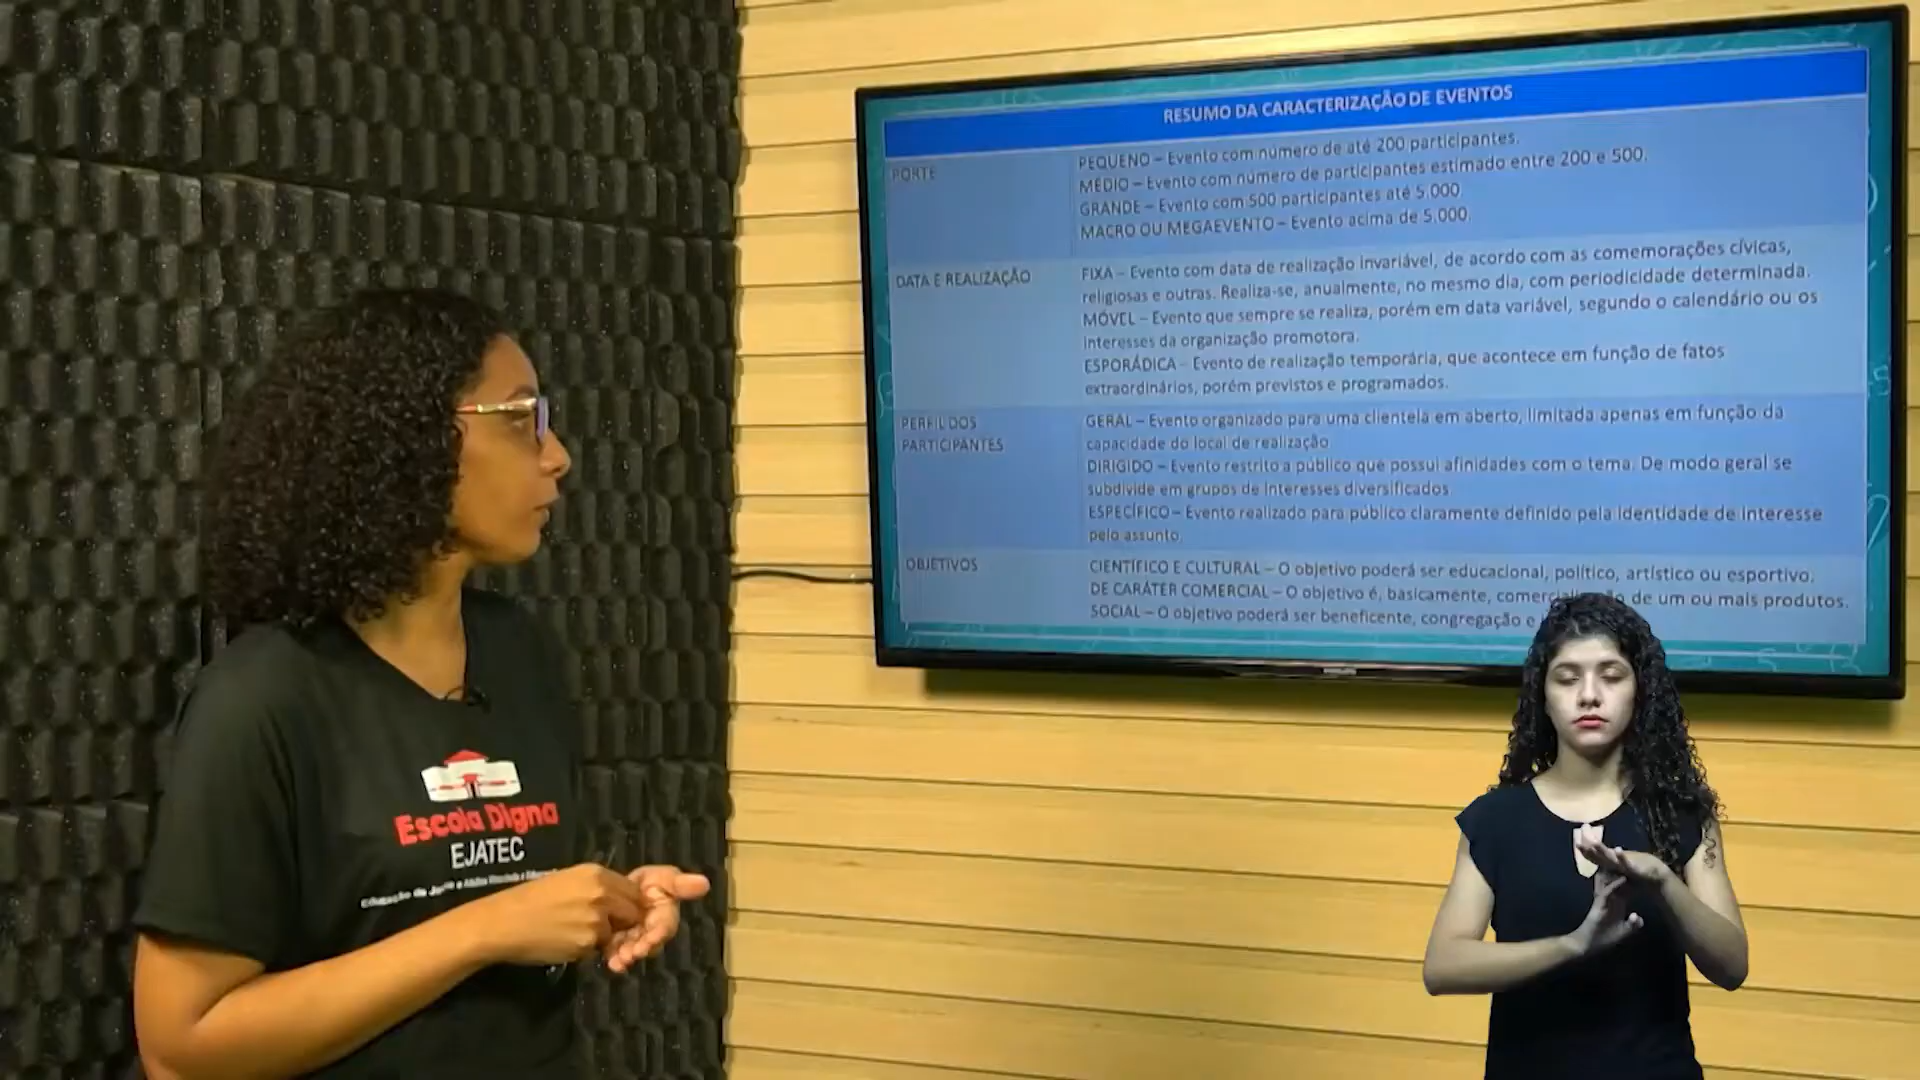 RESUMO DA CARACTERIZAÇÃO DE EVENTOS
PORTE
PEQUENO – Evento com número de até 200 participantes.
MÉDIO – Evento com número de participantes estimado entre 200 e 500.
GRANDE – Evento com 500 participantes até 5.000.
MACRO OU MEGAEVENTO – Evento acima de 5.000.
DATA E REALIZAÇÃO
FIXA – Evento com data de realização invariável, de acordo com as comemorações cívicas,
religiosas e outras. Realiza-se, anualmente, no mesmo dia, com periodicidade determinada.
MÓVEL – Evento que sempre se realiza, porém em data variável, segundo o calendário ou os
interesses da organização promotora.
ESPORÁDICA – Evento de realização temporária, que acontece em função de fatos
extraordinários, porém previstos e programados.
PERFIL DOS
PARTICIPANTES
GERAL – Evento organizado para uma clientela em aberto, limitada apenas em função da
capacidade do local de realização
DIRIGIDO – Evento restrito a público que possui afinidades com o tema. De modo geral se
subdivide em grupos de interesses diversificados
ESPECÍFICO – Evento realizado para público claramente definido pela identidade de interesse
pelo assunto.
OBJETIVOS
CIENTÍFICO E CULTURAL – O objetivo poderá ser educacional, político, artístico ou esportivo.
DE CARÁTER COMERCIAL – O objetivo é, basicamente, de um ou mais produtos.
SOCIAL – O objetivo poderá ser beneficente, congregação e
Escola Digna
EJATEC
Educação de